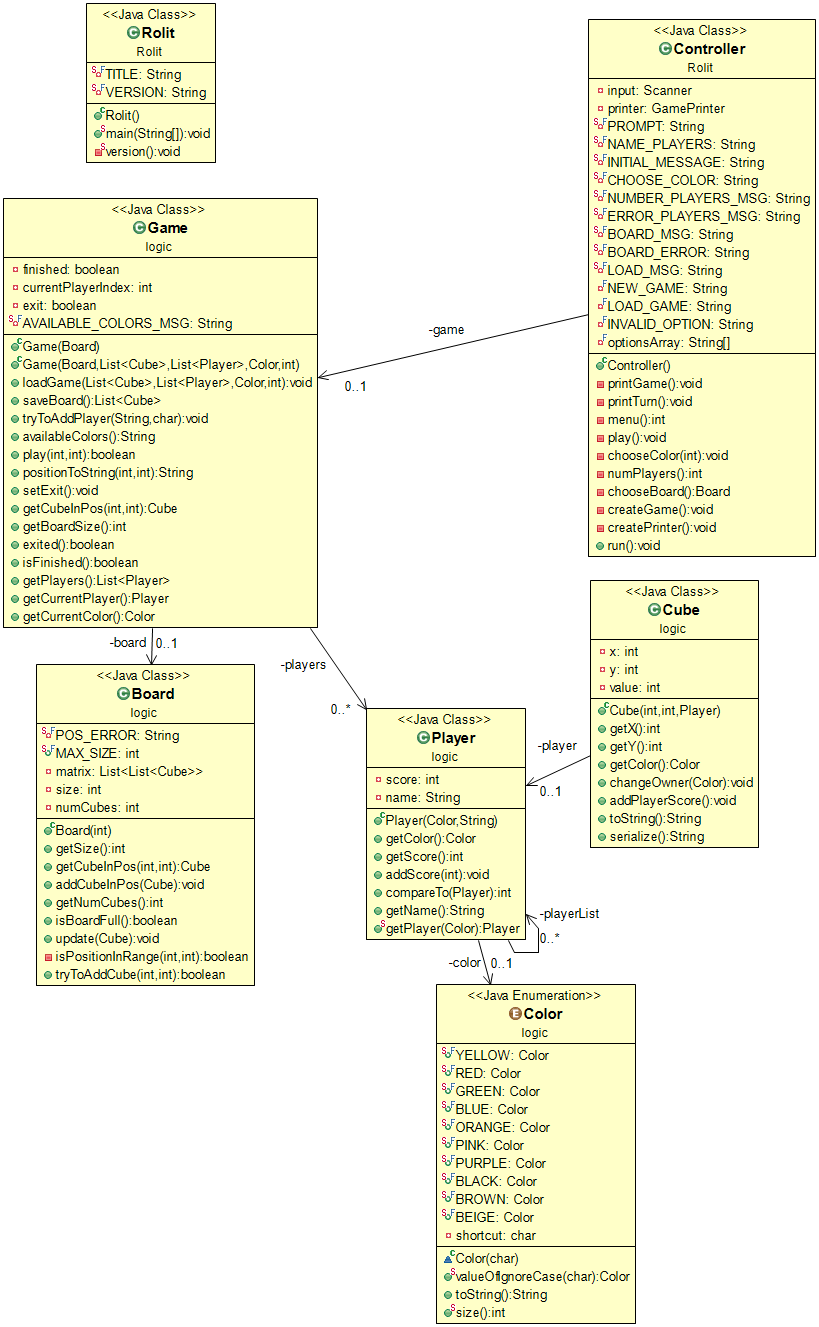 <<Java Class>>
Rolit
Rolit
TITLE: String
VERSION: String
Rolit()
main(String[]):void
version():void
<<Java Class>>
Controller
Rolit
input: Scanner
printer: GamePrinter
PROMPT: String
NAME_PLAYERS: String
INITIAL_MESSAGE: String
CHOOSE_COLOR: String
NUMBER_PLAYERS_MSG: String
ERROR_PLAYERS_MSG: String
BOARD_MSG: String
BOARD_ERROR: String
LOAD_MSG: String
NEW_GAME: String
LOAD_GAME: String
INVALID_OPTION: String
optionsArray: String[]
Controller()
printGame():void
printTurn():void
menu():int
play():void
chooseColor(int):void
numPlayers():int
chooseBoard():Board
createGame():void
createPrinter():void
run():void
<<Java Class>>
Game
logic
finished: boolean
currentPlayerIndex: int
exit: boolean
AVAILABLE_COLORS_MSG: String
Game(Board)
Game(Board,List<Cube>,List<Player>,Color,int)
loadGame(List<Cube>,List<Player>,Color,int):void
saveBoard():List<Cube>
tryToAddPlayer(String,char):void
availableColors():String
play(int,int):boolean
positionToString(int,int):String
setExit():void
getCubeInPos(int,int):Cube
getBoardSize():int
exited():boolean
isFinished():boolean
getPlayers():List<Player>
getCurrentPlayer():Player
getCurrentColor():Color
-game
0..1
-board
0..1
-players
0..*
<<Java Class>>
Board
logic
POS_ERROR: String
MAX_SIZE: int
matrix: List<List<Cube>>
size: int
numCubes: int
Board(int)
getSize():int
getCubeInPos(int,int):Cube
addCubeInPos(Cube):void
getNumCubes():int
isBoardFull():boolean
update(Cube):void
isPositionInRange(int,int):boolean
tryToAddCube(int,int):boolean
<<Java Class>>
Cube
logic
x: int
y: int
value: int
Cube(int,int,Player)
getX():int
getY():int
getColor():Color
changeOwner(Color):void
addPlayerScore():void
toString():String
serialize():String
-player
0..1
<<Java Class>>
Player
logic
score: int
name: String
Player(Color,String)
getColor():Color
getScore():int
addScore(int):void
compareTo(Player):int
getName():String
getPlayer(Color):Player
-playerList
0..*
-color
0..1
<<Java Enumeration>>
Color
logic
YELLOW: Color
RED: Color
GREEN: Color
BLUE: Color
ORANGE: Color
PINK: Color
PURPLE: Color
BLACK: Color
BROWN: Color
BEIGE: Color
shortcut: char
Color(char)
valueOfIgnoreCase(char):Color
toString():String
size():int